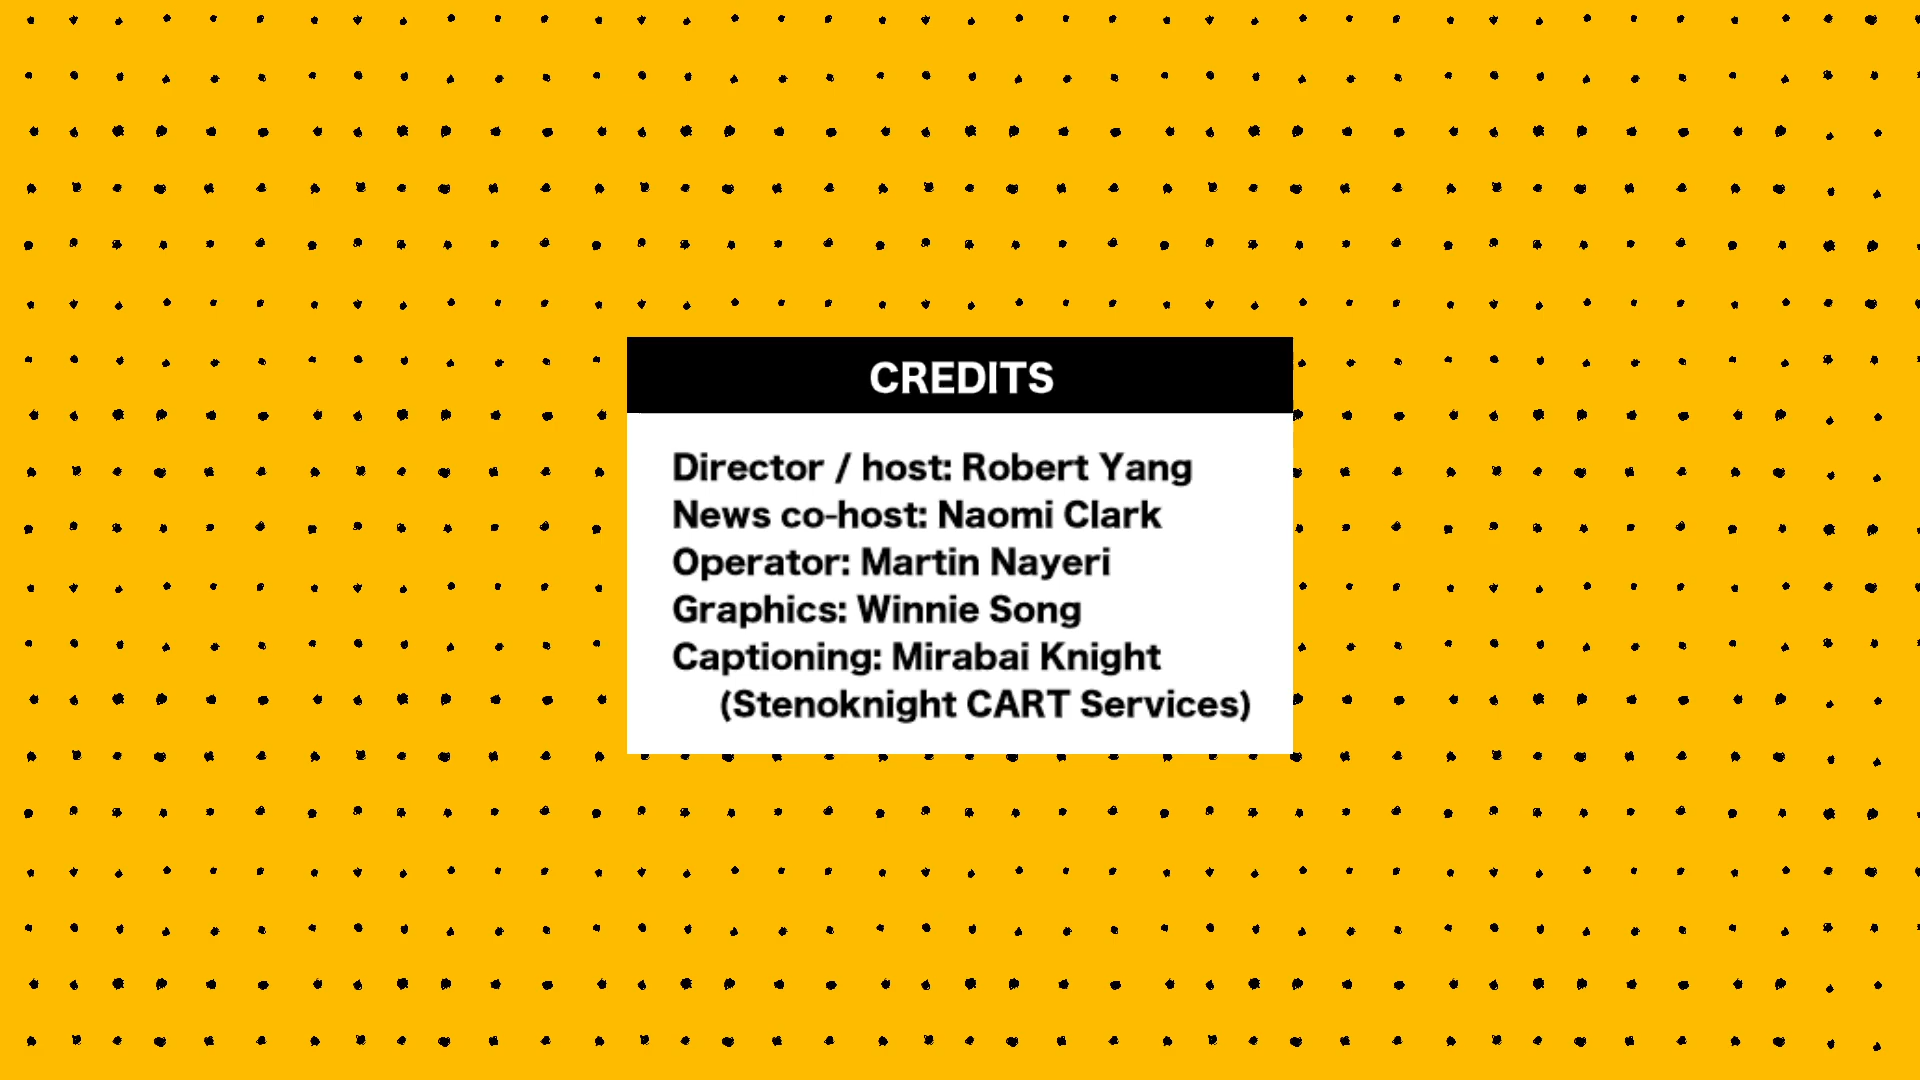 CREDITS
Director / host: Robert Yang
News co-host: Naomi Clark
Operator: Martin Nayeri
Graphics: Winnie Song
Captioning: Mirabai Knight
(Stenoknight CART Services)